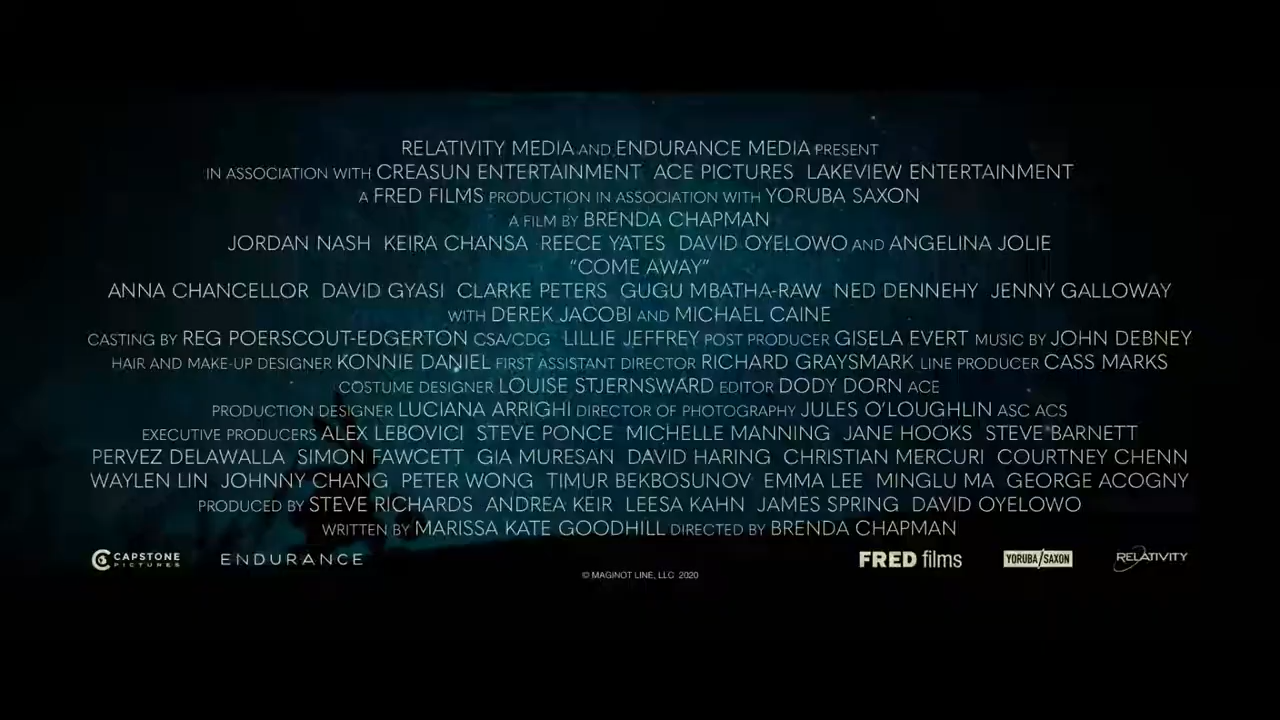 RELATIVITY MEDIA AND ENDURANCE MEDIA PRESENT
IN ASSOCIATION WITH CREASUN ENTERTAINMENT ACE PICTURES LAKEVIEW ENTERTAINMENT
A FRED FILMS PRODUCTION IN ASSOCIATION WITH YORUBA SAXON
A FILM BY BRENDA CHAPMAN
JORDAN NASH KEIRA CHANSA REECE YATES DAVID OYELOWO AND ANGELINA JOLIE
“COME AWAY”
ANNA CHANCELLOR DAVID GYASI CLARKE PETERS GUGU MBATHA-RAW NED DENNEHY JENNY GALLOWAY
WITH DEREK JACOBI AND MICHAEL CAINE
CASTING BY REG POERSCOUT-EDGERTON CSA/CDG LILLIE JEFFREY POST PRODUCER GISELA EVERT MUSIC BY JOHN DEBNEY
HAIR AND MAKE-UP DESIGNER KONNIE DANIEL FIRST ASSISTANT DIRECTOR RICHARD GRAYSMARK LINE PRODUCER CASS MARKS
COSTUME DESIGNER LOUISE STJERNSWARD EDITOR DODY DORN ACE
PRODUCTION DESIGNER LUCIANA ARRIGHI DIRECTOR OF PHOTOGRAPHY JULES O’LOUGHLIN ASC ACS
EXECUTIVE PRODUCERS ALEX LEBOVICI STEVE PONCE MICHELLE MANNING JANE HOOKS STEVE BARNETT
PERVEZ DELAWALLA SIMON FAWCETT GIA MURESAN DAVID HARING CHRISTIAN MERCURI COURTNEY CHENN
WAYLEN LIN JOHNNY CHANG PETER WONG TIMUR BEKBOSUNOV EMMA LEE MINGLU MA GEORGE ACOGNY
PRODUCED BY STEVE RICHARDS ANDREA KEIR LEESA KAHN JAMES SPRING DAVID OYELOWO
WRITTEN BY MARISSA KATE GOODHILL DIRECTED BY BRENDA CHAPMAN
CAPSTONE PICTURES ENDURANCE FRED films YORUBA/SAXON RELATIVITY
© MAGINOT LINE, LLC 2020